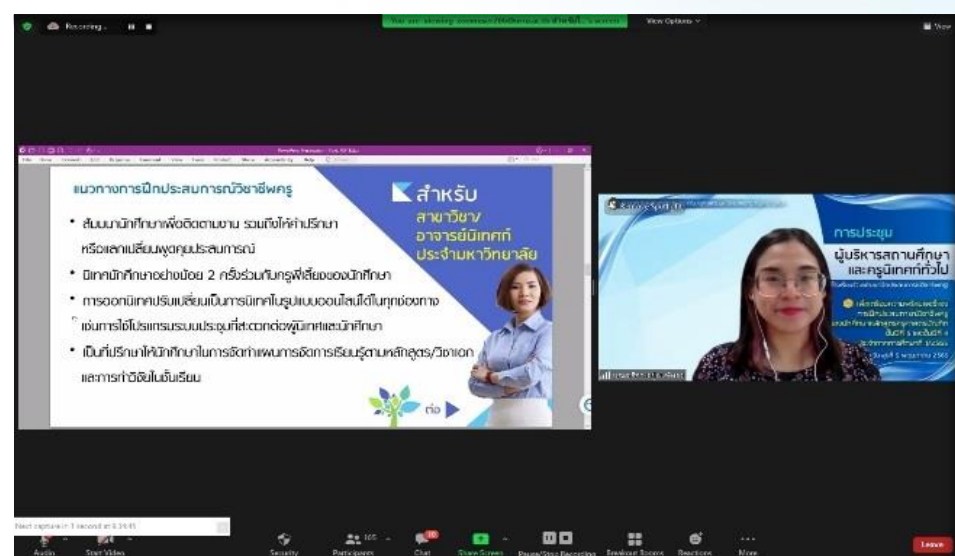 Recording...
You are viewing
View Options
View
แนวทางการฝึกประสบการณ์วิชาชีพครู
• สัมมนานักศึกษาเพื่อติดตามงาน รวมถึงให้คำปรึกษา
หรือแลกเปลี่ยนพูดคุยประสบการณ์
• นิเทศนักศึกษาอย่างน้อย 2 ครั้งร่วมกับครูพี่เลี้ยงของนักศึกษา
• การออกนิเทศปรับเปลี่ยนเป็นการนิเทศในรูปแบบออนไลน์ได้ในทุกช่องทาง
เช่นการใช้โปรแกรมระบบประชุมที่สะดวกต่อผู้นิเทศและนักศึกษา
• เป็นที่ปรึกษาให้นักศึกษาในการจัดทำแผนการจัดการเรียนรู้ตามหลักสูตร/วิชาเอก
และการทำวิจัยในชั้นเรียน
สำหรับ
สาขาวิชา/
อาจารย์นิเทศก์
ประจำมหาวิทยาลัย
ต่อ
การประชุม
ผู้บริหารสถานศึกษา
และครูนิเทศก์ทั่วไป
Next capture in 1 second at 9:34:45
Audio
Start Video
Security
Participants
105
Chat
Share Screen
Pause/Stop Recording
Breakout Rooms
Reactions
More
Leave